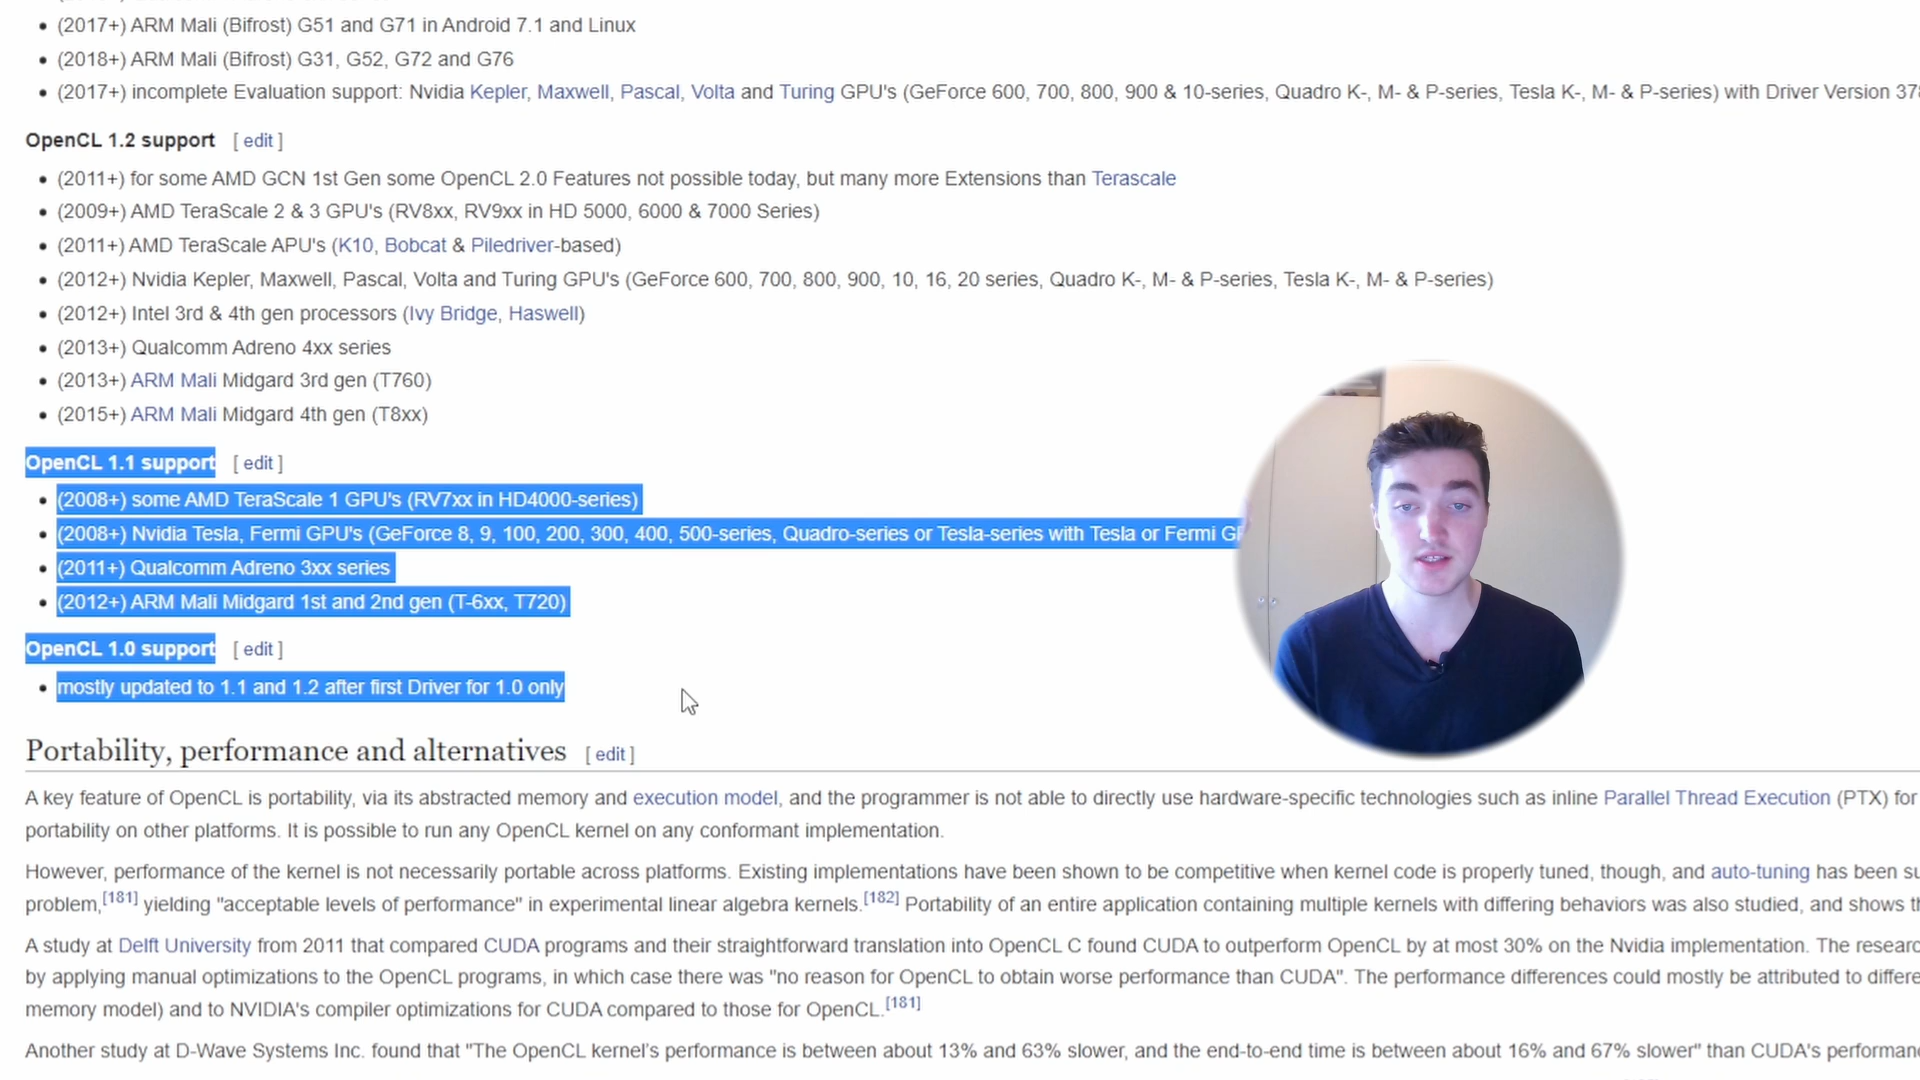 (2017+) ARM Mali (Bifrost) G51 and G71 in Android 7.1 and Linux
(2018+) ARM Mali (Bifrost) G31, G52, G72 and G76
(2017+) incomplete Evaluation support: Nvidia Kepler, Maxwell, Pascal, Volta and Turing GPU's (GeForce 600, 700, 800, 900 & 10-series, Quadro K-, M- & P-series, Tesla K-, M- & P-series) with Driver Version
OpenCL 1.2 support [ edit ]
(2011+) for some AMD GCN 1st Gen some OpenCL 2.0 Features not possible today, but many more Extensions than Terascale
(2009+) AMD TeraScale 2 & 3 GPU's (RV8xx, RV9xx in HD 5000, 6000 & 7000 Series)
(2011+) AMD TeraScale APU's (K10, Bobcat & Piledriver-based)
(2012+) Nvidia Kepler, Maxwell, Pascal, Volta and Turing GPU's (GeForce 600, 700, 800, 900, 10, 16, 20 series, Quadro K-, M- & P-series, Tesla K-, M- & P-series)
(2012+) Intel 3rd & 4th gen processors (Ivy Bridge, Haswell)
(2013+) Qualcomm Adreno 4xx series
(2013+) ARM Mali Midgard 3rd gen (T760)
(2015+) ARM Mali Midgard 4th gen (T8xx)
OpenCL 1.1 support [ edit ]
(2008+) some AMD TeraScale 1 GPU's (RV7xx in HD4000-series)
(2008+) Nvidia Tesla, Fermi GPU's (GeForce 8, 9, 100, 200, 300, 400, 500-series, Quadro-series or Tesla-series with Tesla or Fermi
(2011+) Qualcomm Adreno 3xx series
(2012+) ARM Mali Midgard 1st and 2nd gen (T-6xx, T720)
OpenCL 1.0 support [ edit ]
mostly updated to 1.1 and 1.2 after first Driver for 1.0 only
Portability, performance and alternatives [ edit ]
A key feature of OpenCL is portability, via its abstracted memory and execution model, and the programmer is not able to directly use hardware-specific technologies such as inline Parallel Thread Execution (PTX) for
portability on other platforms. It is possible to run any OpenCL kernel on any conformant implementation.
However, performance of the kernel is not necessarily portable across platforms. Existing implementations have been shown to be competitive when kernel code is properly tuned, though, and auto-tuning has been
problem,[181] yielding "acceptable levels of performance" in experimental linear algebra kernels.[182] Portability of an entire application containing multiple kernels with differing behaviors was also studied, and shows
A study at Delft University from 2011 that compared CUDA programs and their straightforward translation into OpenCL C found CUDA to outperform OpenCL by at most 30% on the Nvidia implementation. The
by applying manual optimizations to the OpenCL programs, in which case there was "no reason for OpenCL to obtain worse performance than CUDA". The performance differences could mostly be attributed to
memory model) and to NVIDIA's compiler optimizations for CUDA compared to those for OpenCL.[181]
Another study at D-Wave Systems Inc. found that "The OpenCL kernel's performance is between about 13% and 63% slower, and the end-to-end time is between about 16% and 67% slower" than CUDA's